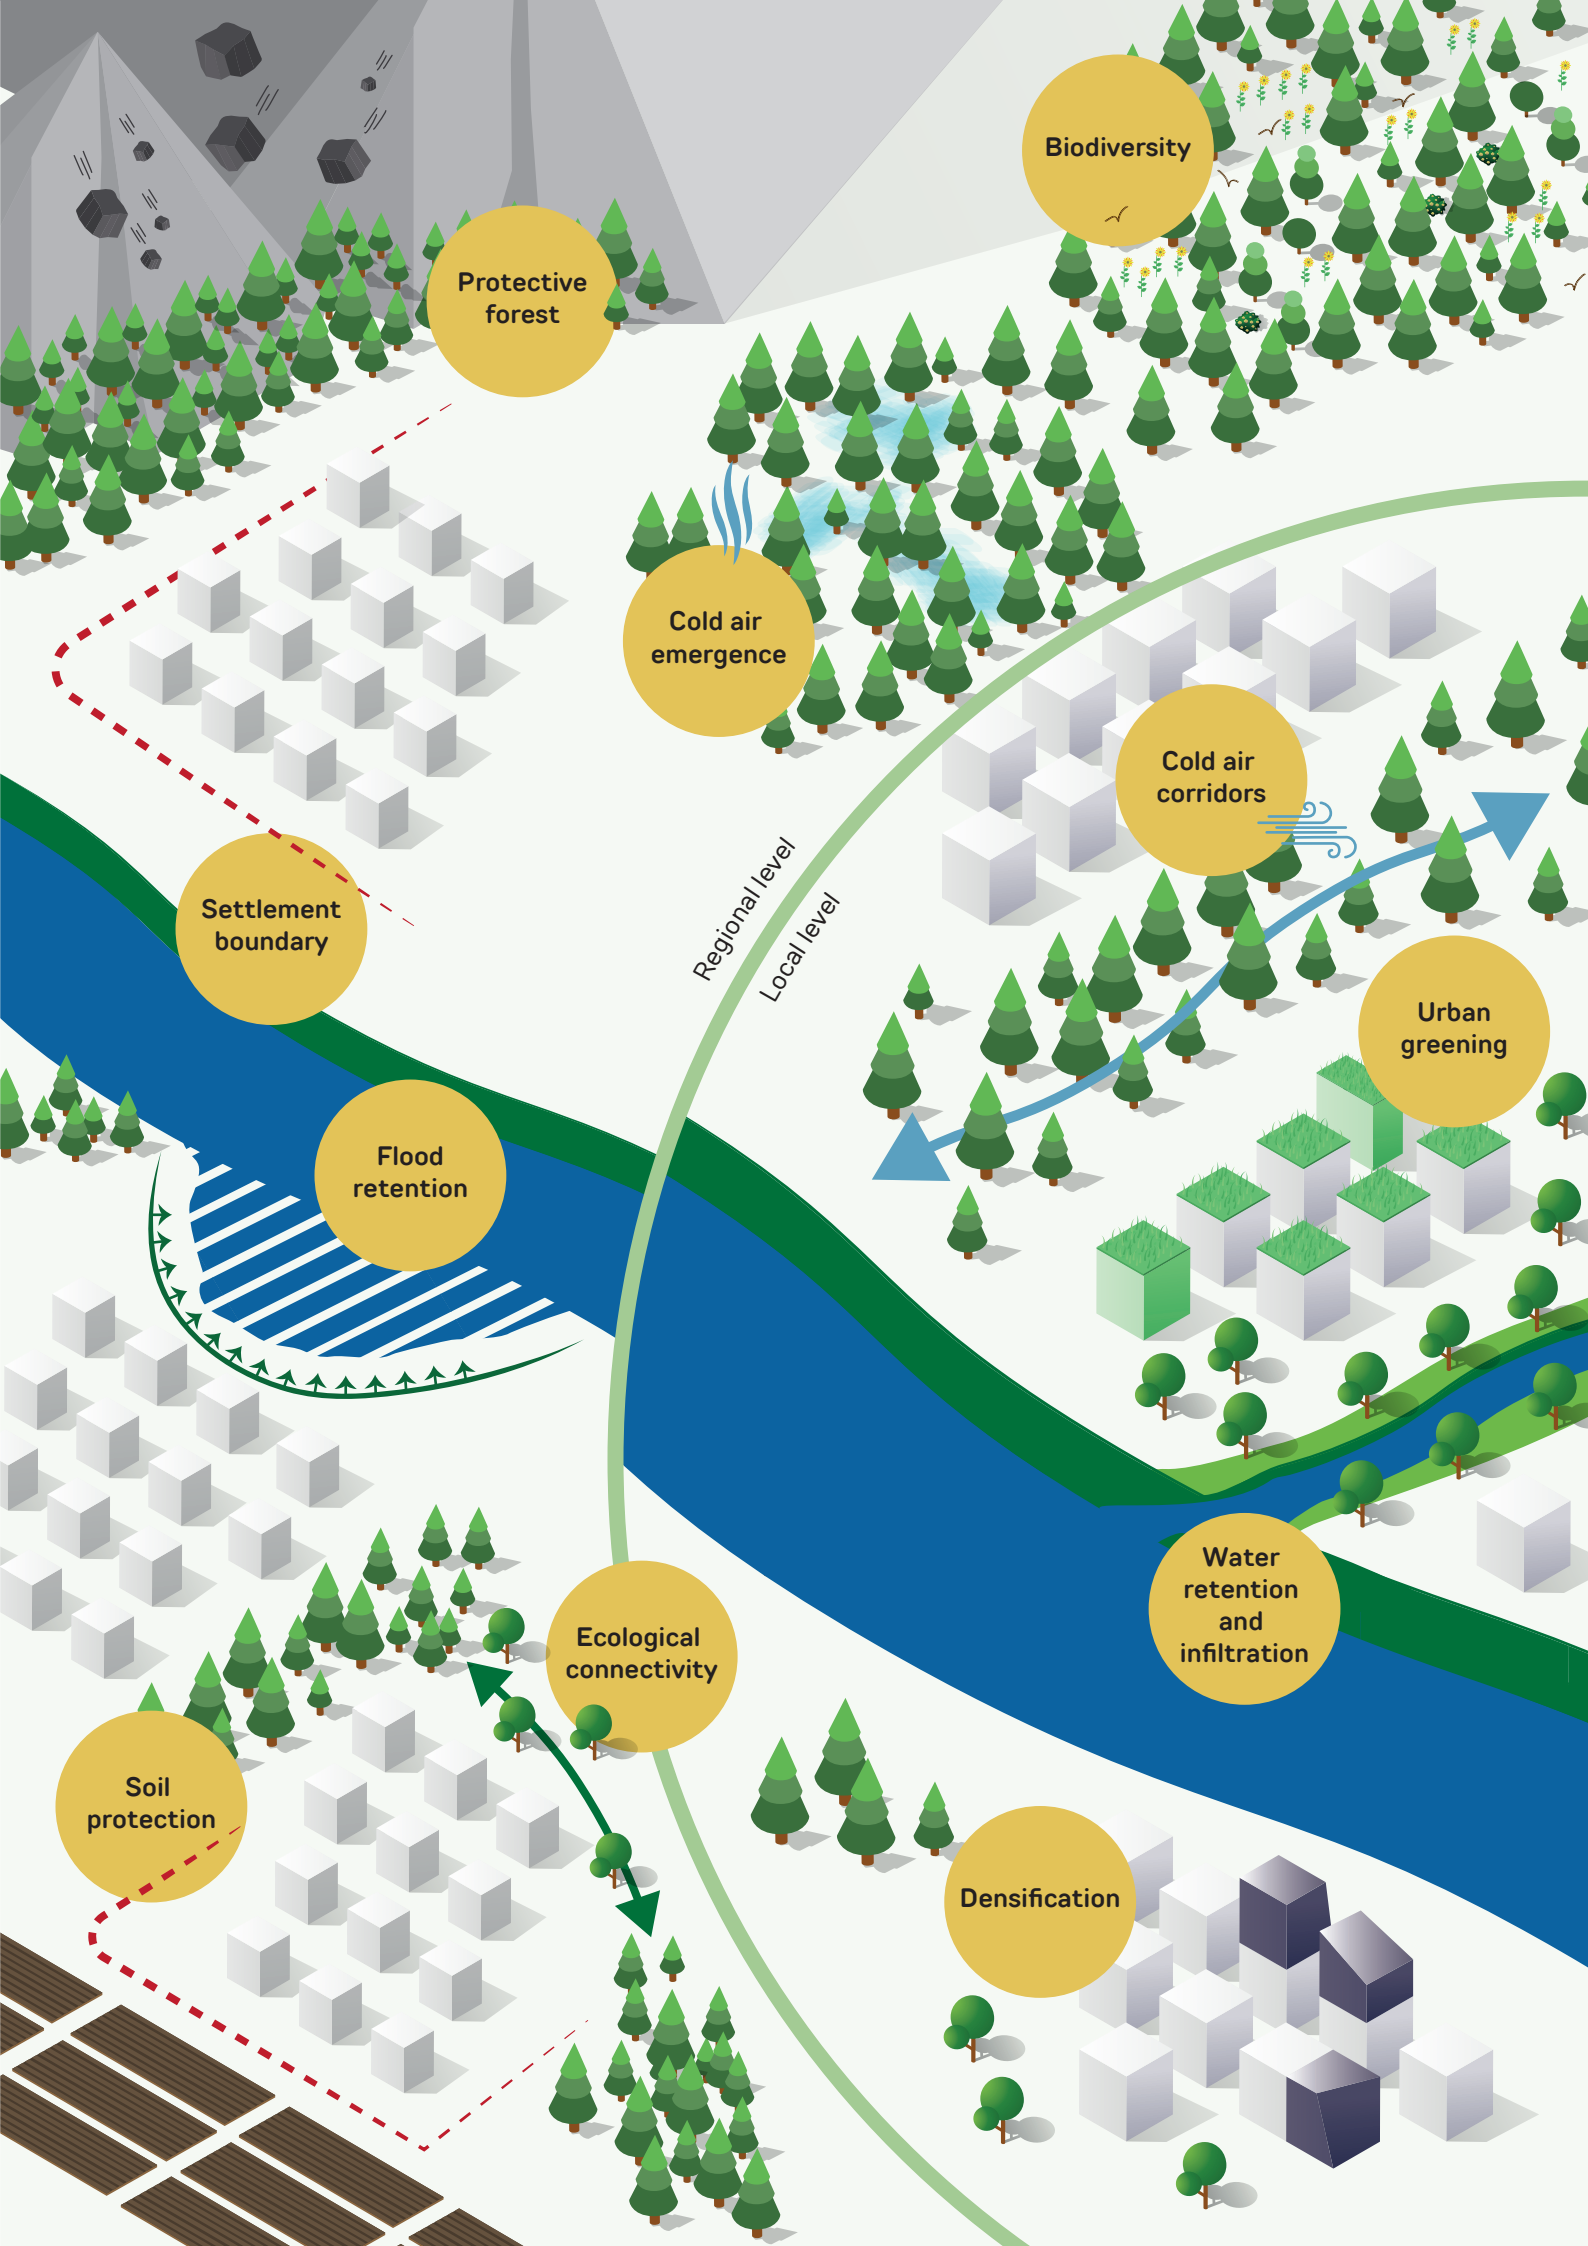 Biodiversity
Protective
forest
Cold air
emergence
Cold air
corridors
Regional level
Local level
Settlement
boundary
Urban
greening
Flood
retention
Water
retention
and
infiltration
Ecological
connectivity
Soil
protection
Densification